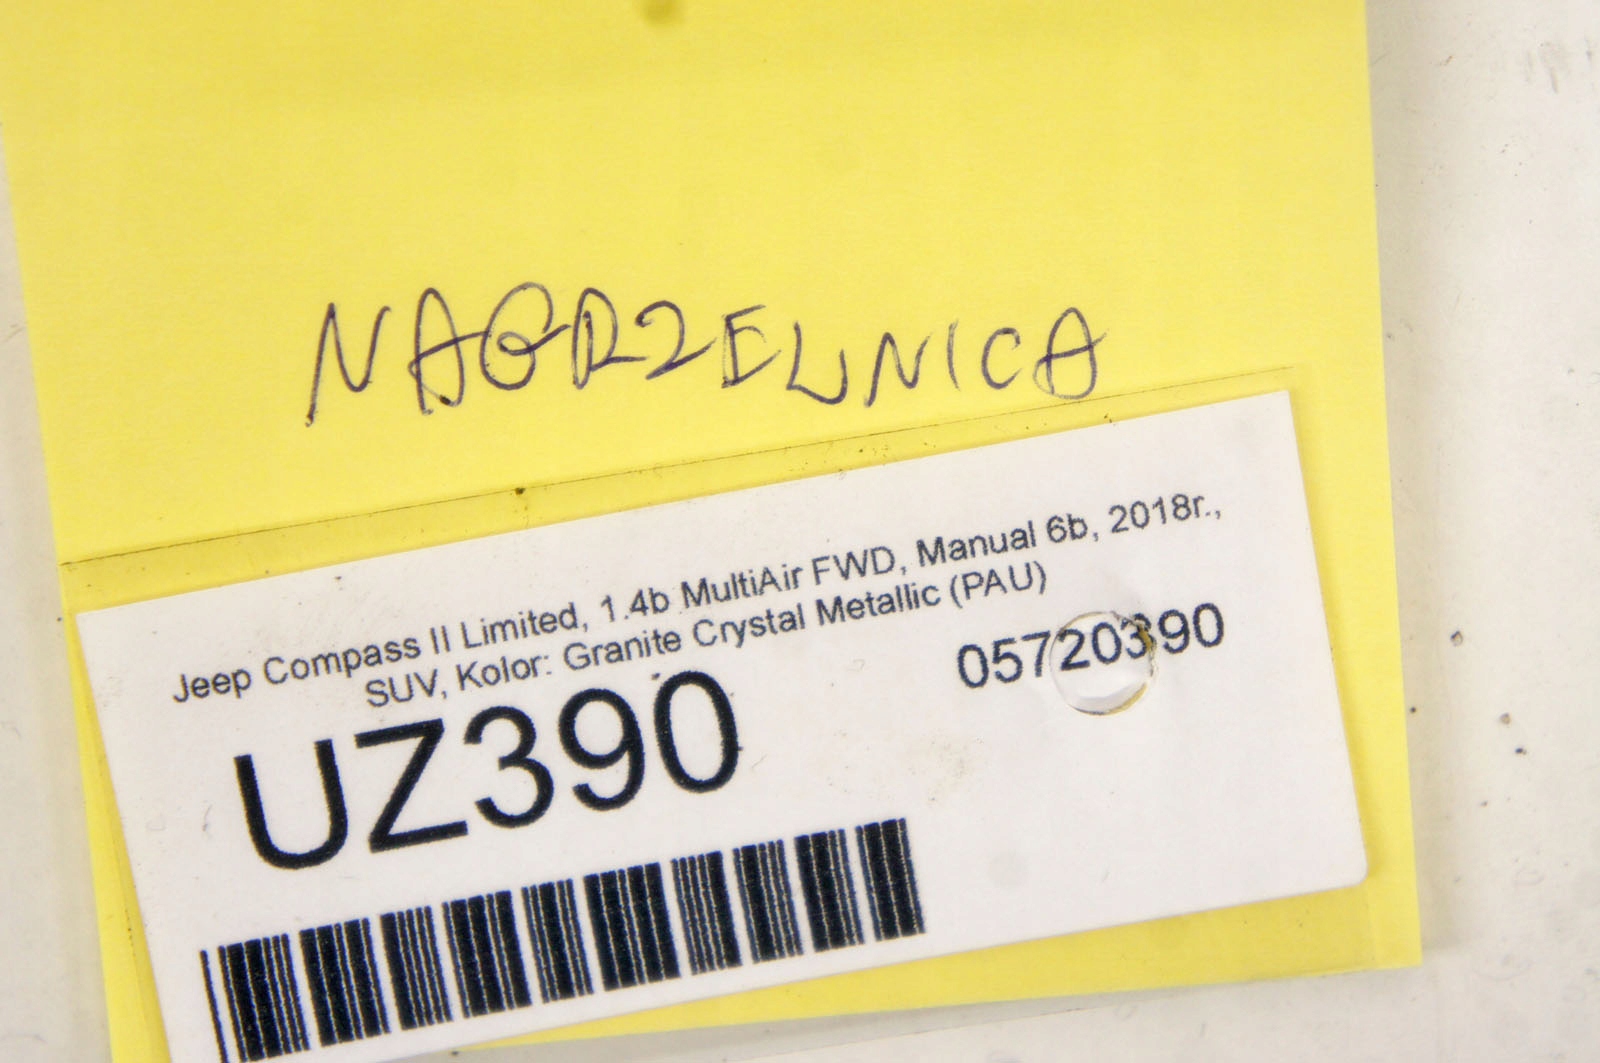 NAGRZEWNICA
Jeep Compass II Limited, 1.4b MultiAir FWD, Manual 6b, 2018r.,
SUV, Kolor: Granite Crystal Metallic (PAU)
UZ390
05720390